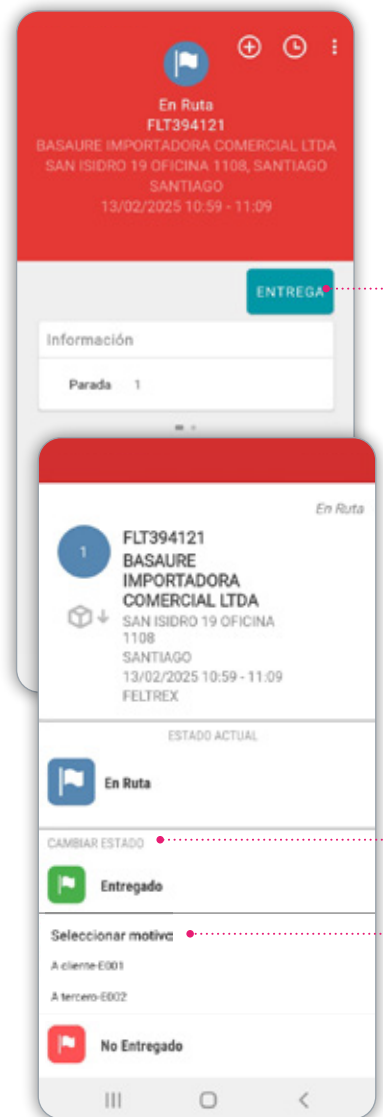 En Ruta
FLT394121
BASAURE IMPORTADORA COMERCIAL LTDA
SAN ISIDRO 19 OFICINA 1108, SANTIAGO
SANTIAGO
13/02/2025 10:59 - 11:09
ENTREGA
Información
Parada 1
En Ruta
1
FLT394121
BASAURE
IMPORTADORA
COMERCIAL LTDA
SAN ISIDRO 19 OFICINA
1108
SANTIAGO
13/02/2025 10:59 - 11:09
FELTREX
ESTADO ACTUAL
En Ruta
CAMBIAR ESTADO
Entregado
Seleccionar motivo
A cliente-E001
A tercero-E002
No Entregado